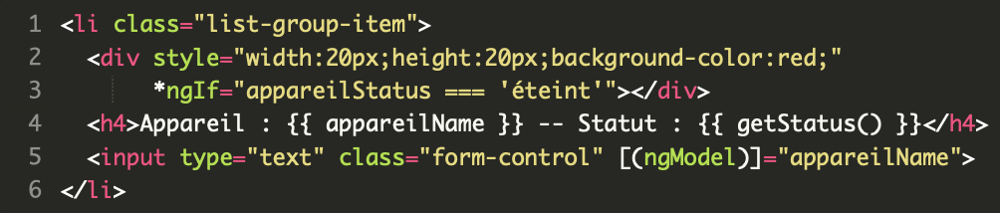 1 <li class="list-group-item">
2   <div style="width:20px;height:20px;background-color:red;"
3        *ngIf="appareilStatus === 'éteint'"></div>
4   <h4>Appareil : {{ appareilName }} -- Statut : {{ getStatus() }}</h4>
5   <input type="text" class="form-control" [(ngModel)]="appareilName">
6 </li>